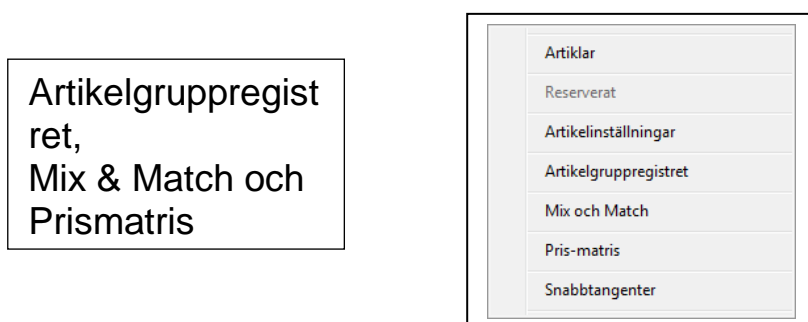 Artikelgruppregist
ret,
Mix & Match och
Prismatris
Artiklar
Reserverat
Artikelinställningar
Artikelgruppregistret
Mix och Match
Pris-matris
Snabbtangenter